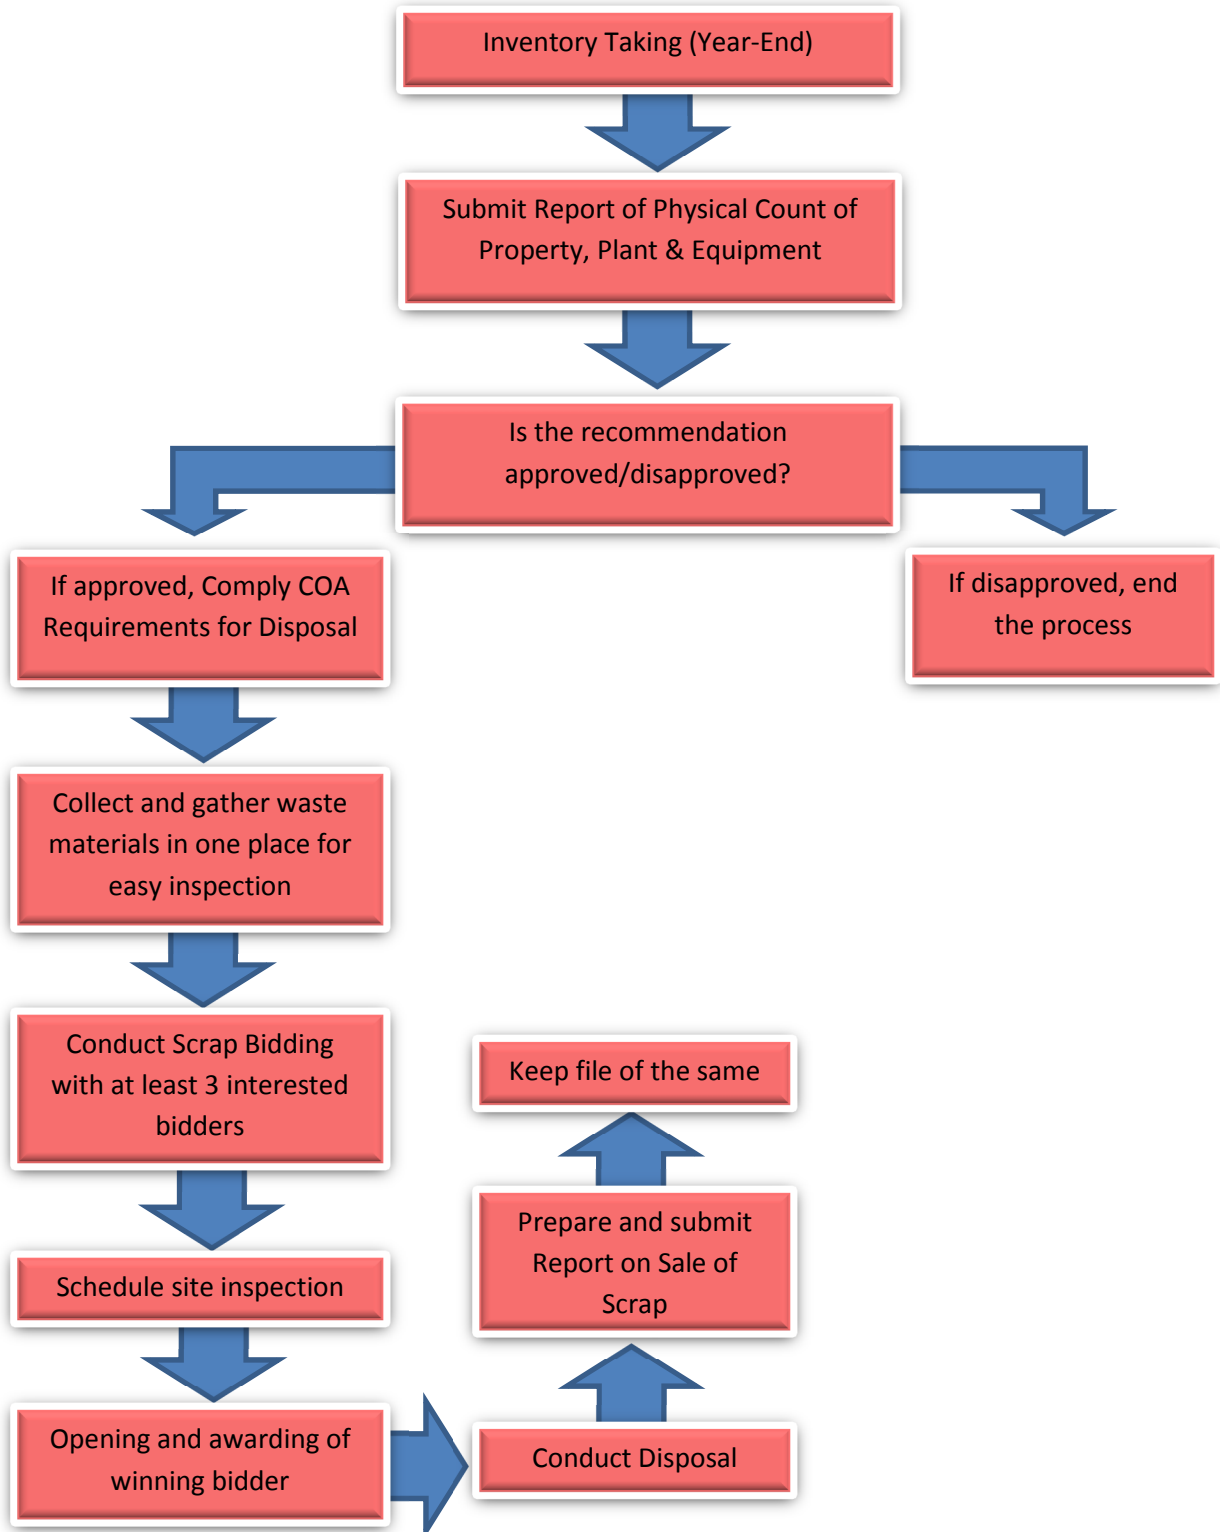 Inventory Taking (Year-End)
Submit Report of Physical Count of
Property, Plant & Equipment
Is the recommendation
approved/disapproved?
If approved, Comply COA
Requirements for Disposal
If disapproved, end
the process
Collect and gather waste
materials in one place for
easy inspection
Conduct Scrap Bidding
with at least 3 interested
bidders
Schedule site inspection
Opening and awarding of
winning bidder
Conduct Disposal
Prepare and submit
Report on Sale of
Scrap
Keep file of the same